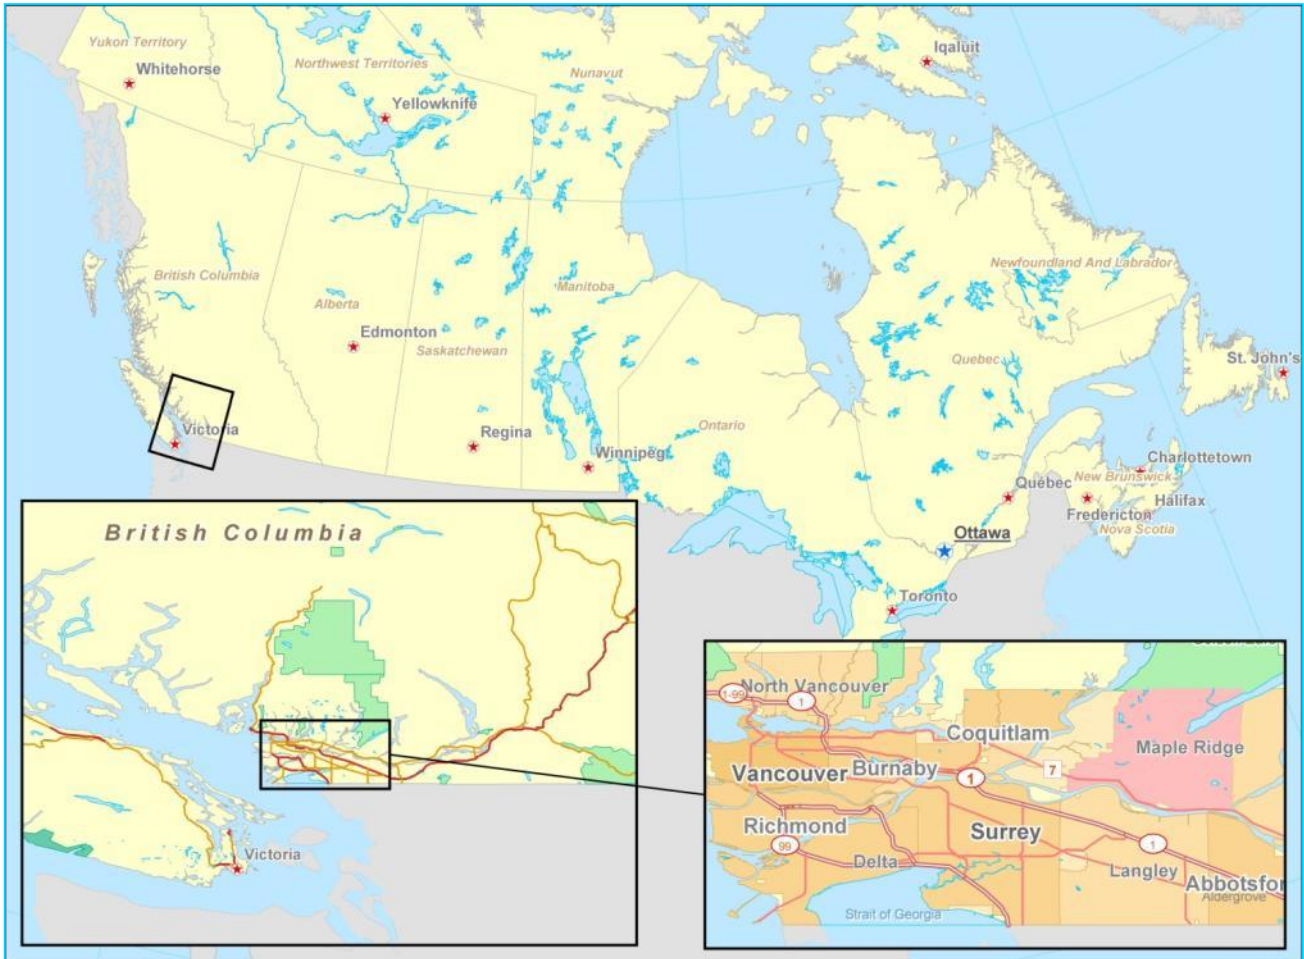 Yukon Territory
Whitehorse
Northwest Territories
Yellowknife
Nunavut
Iqaluit
British Columbia
Alberta
Edmonton
Saskatchewan
Manitoba
Newfoundland And Labrador
Quebec
St. John's
Victoria
Regina
Winnipeg
Ontario
Charlottetown
Québec
New Brunswick
Halifax
Fredericton
Nova Scotia
Ottawa
Toronto
British Columbia
Victoria
North Vancouver
1-99
1
Coquitlam
Maple Ridge
Vancouver
Burnaby
1
7
Richmond
Surrey
99
Delta
1
Langley
Abbotsfor
Aldergrove
Strait of Georgia